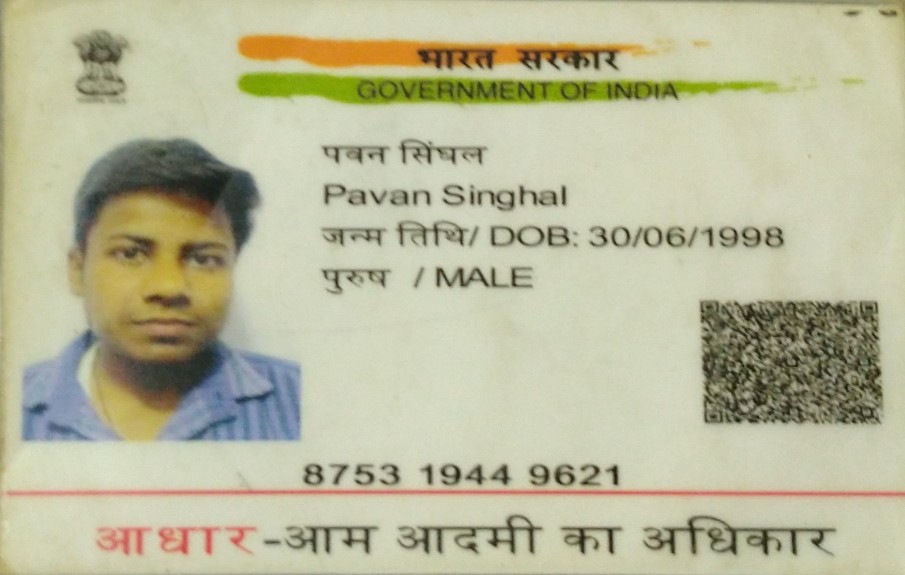 भारत सरकार
GOVERNMENT OF INDIA
पवन सिंघल
Pavan Singhal
जन्म तिथि/ DOB: 30/06/1998
पुरुष / MALE
8753 1944 9621
आधार-आम आदमी का अधिकार